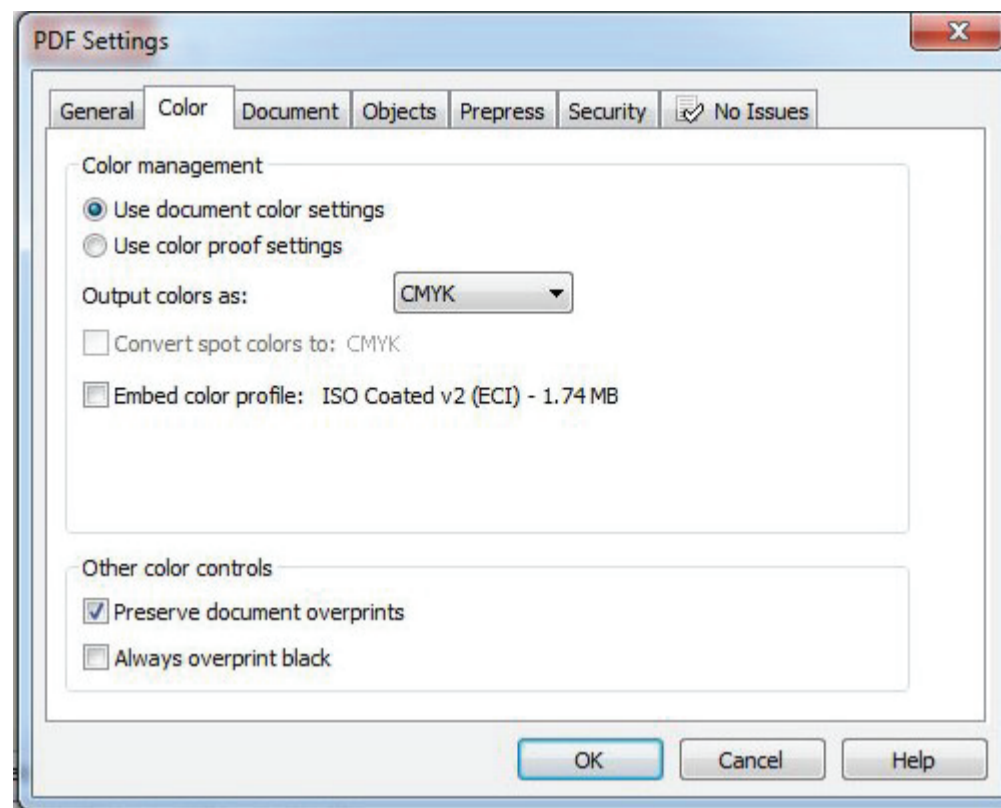 PDF Settings
General Color Document Objects Prepress Security No Issues
Color management
Use document color settings
Use color proof settings
Output colors as: CMYK
Convert spot colors to: CMYK
Embed color profile: ISO Coated v2 (ECI) - 1.74 MB
Other color controls
Preserve document overprints
Always overprint black
OK Cancel Help